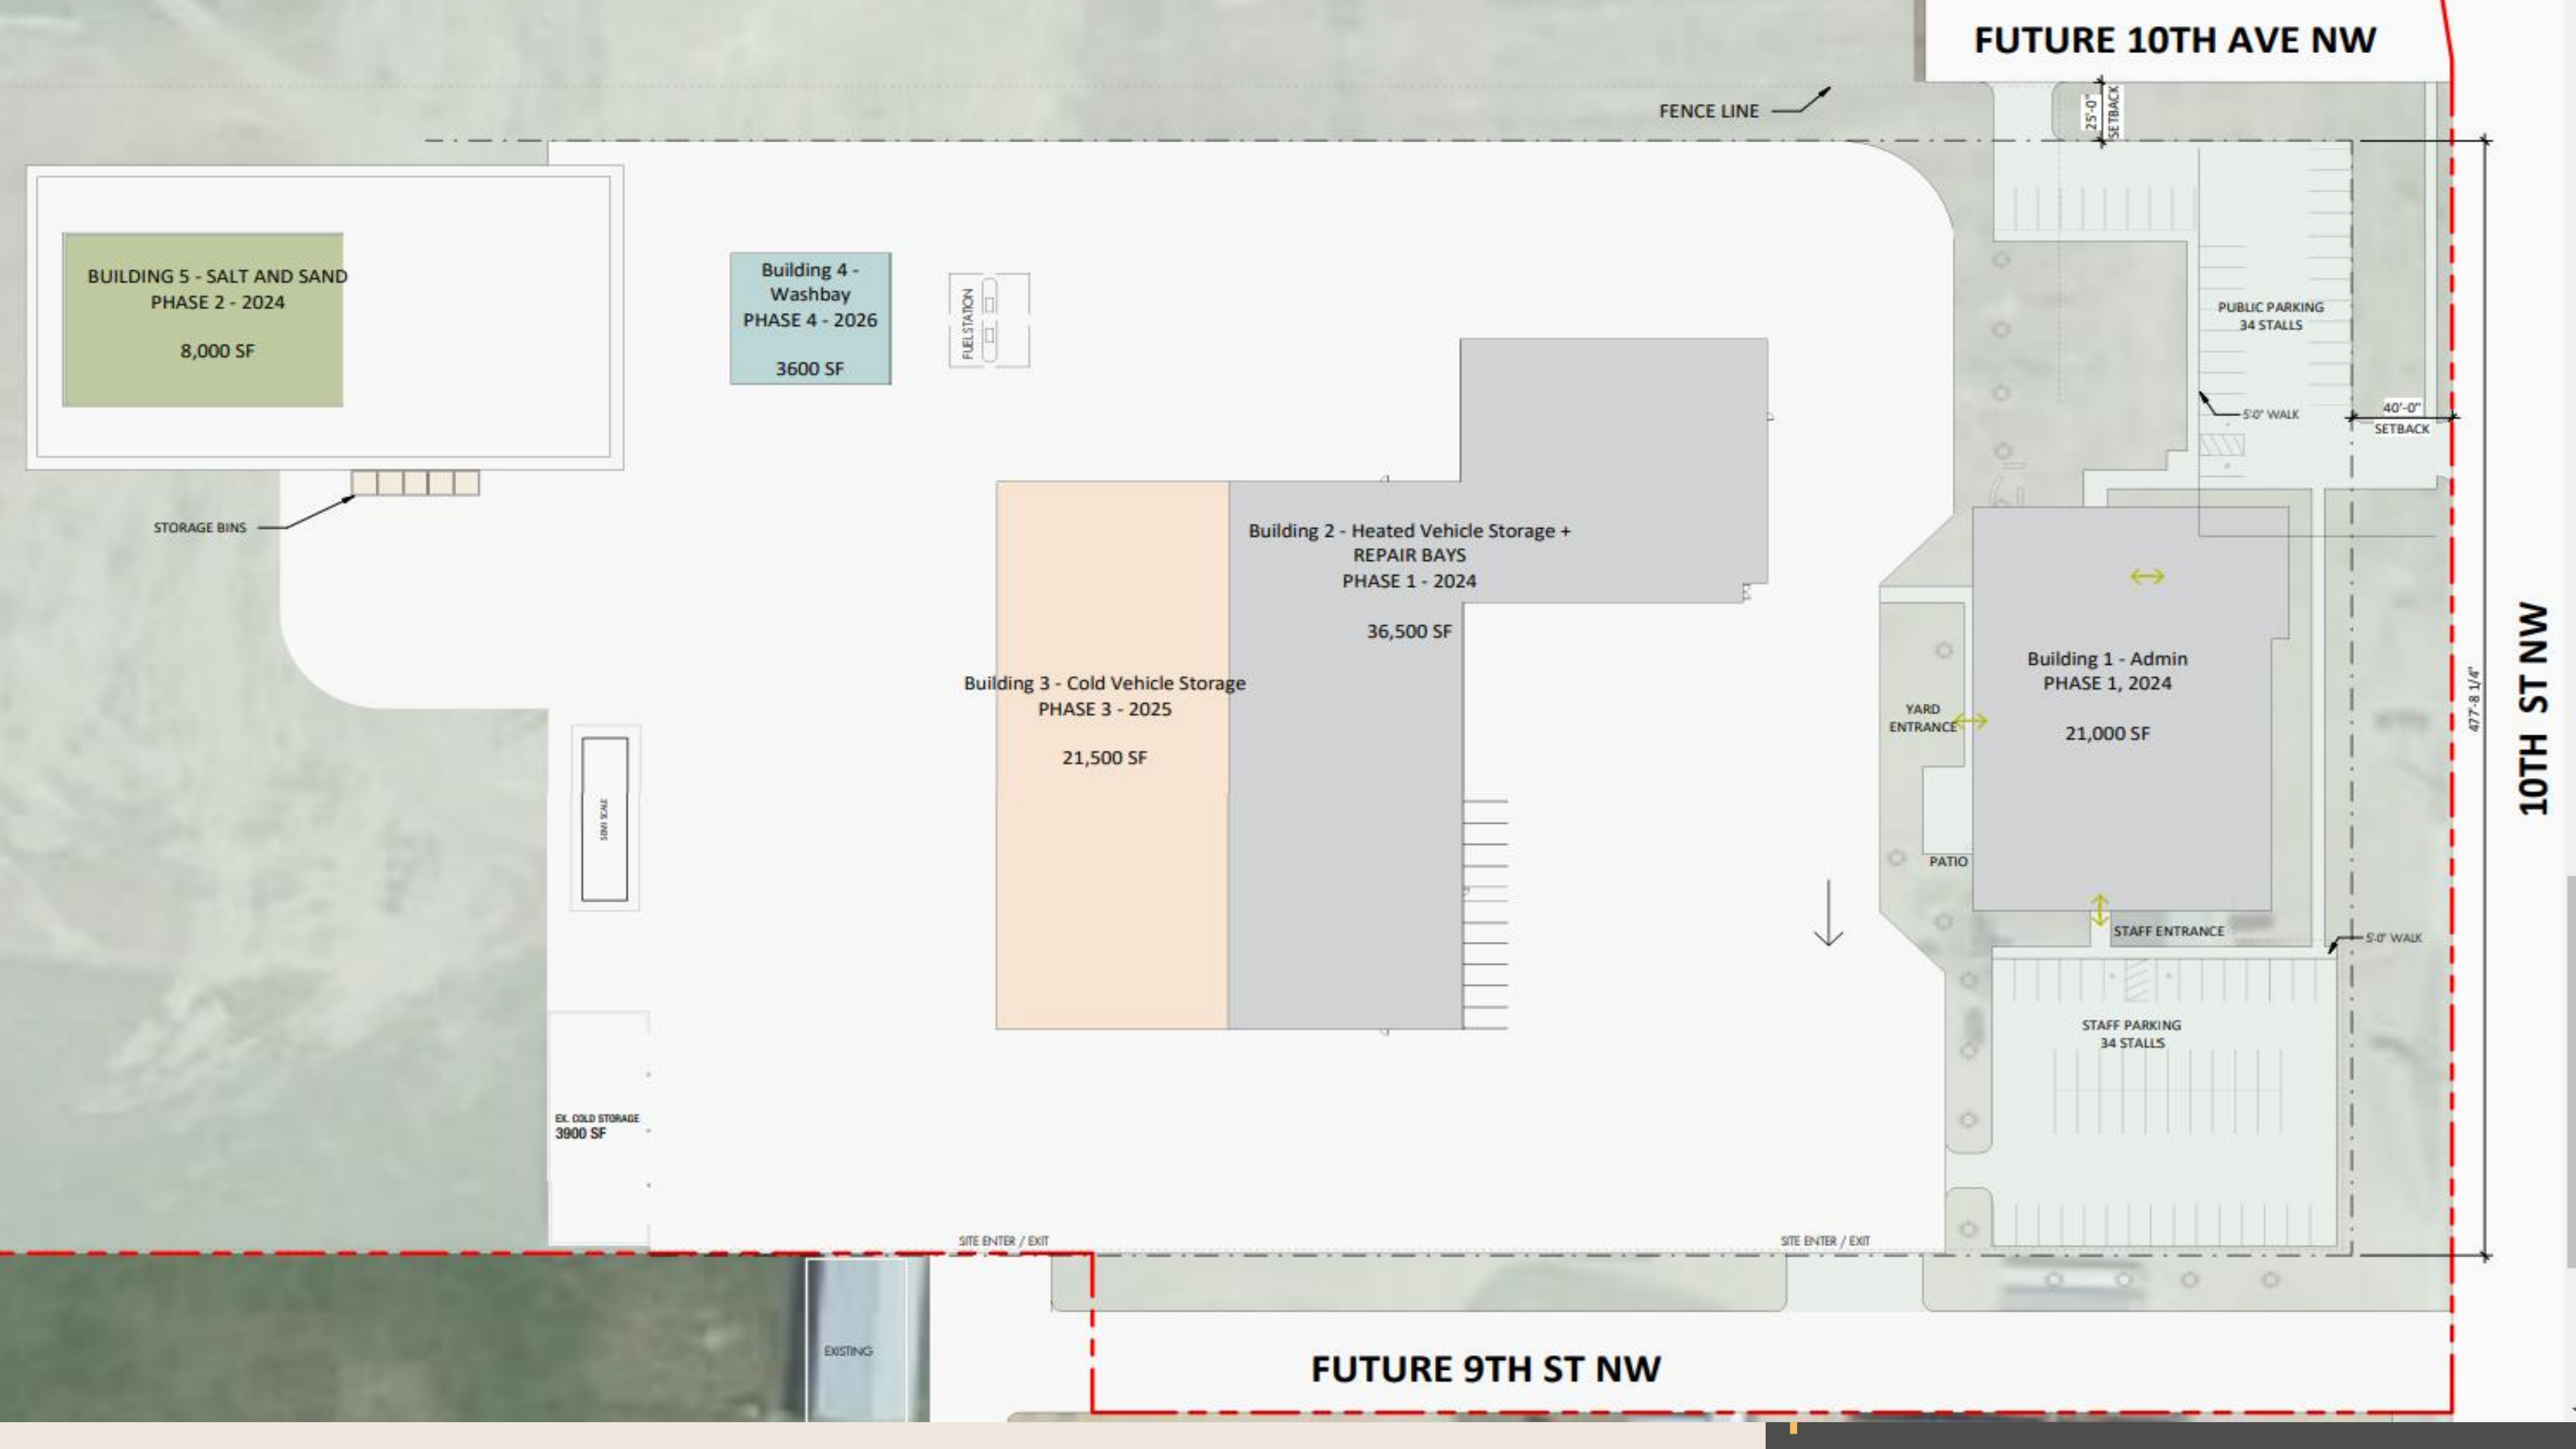 FUTURE 10TH AVE NW
FENCE LINE
25'-0"
SETBACK
BUILDING 5 - SALT AND SAND
PHASE 2 - 2024
8,000 SF
Building 4 -
Washbay
PHASE 4 - 2026
3600 SF
FUEL STATION
PUBLIC PARKING
34 STALLS
5'0" WALK
40'-0"
SETBACK
STORAGE BINS
Building 2 - Heated Vehicle Storage +
REPAIR BAYS
PHASE 1 - 2024
36,500 SF
Building 3 - Cold Vehicle Storage
PHASE 3 - 2025
21,500 SF
Building 1 - Admin
PHASE 1, 2024
21,000 SF
YARD
ENTRANCE
PATIO
477'-8 1/4"
10TH ST NW
SEMI SCALE
STAFF ENTRANCE
5'0" WALK
STAFF PARKING
34 STALLS
EX. COLD STORAGE
3900 SF
SITE ENTER / EXIT
SITE ENTER / EXIT
EXISTING
FUTURE 9TH ST NW